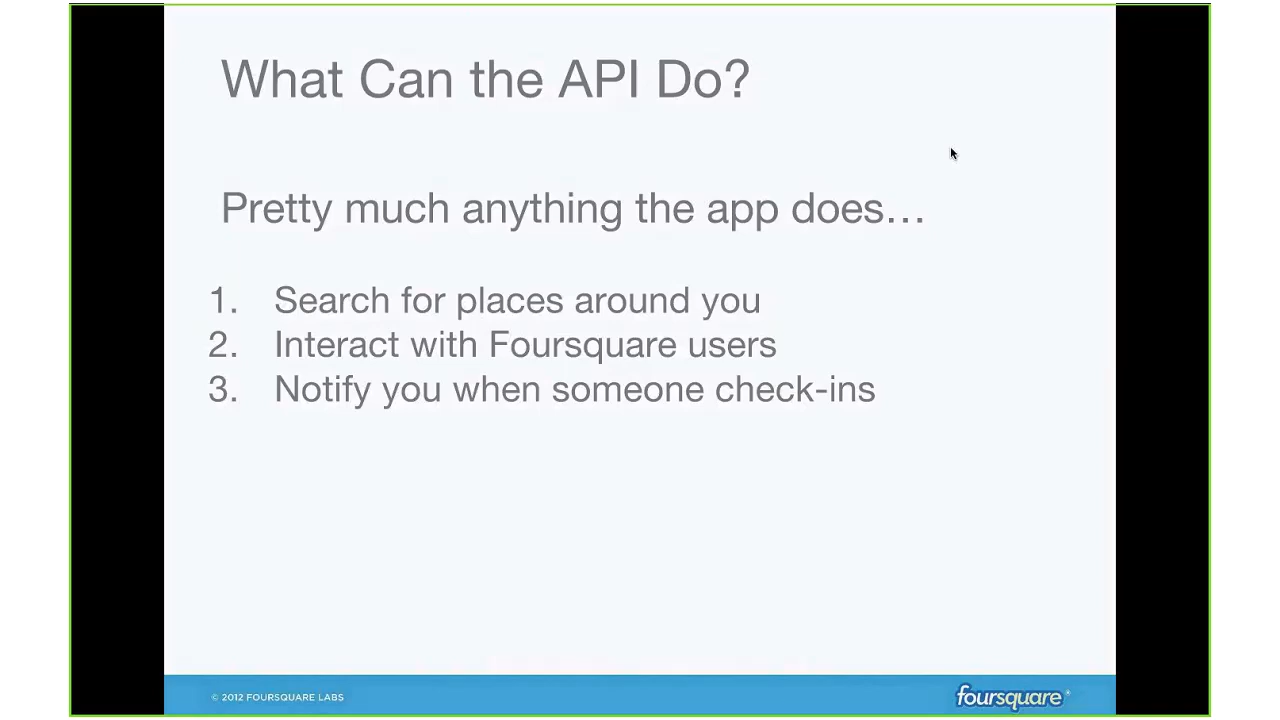 What Can the API Do?
Pretty much anything the app does…
1. Search for places around you
2. Interact with Foursquare users
3. Notify you when someone check-ins
© 2012 FOURSQUARE LABS
foursquare®